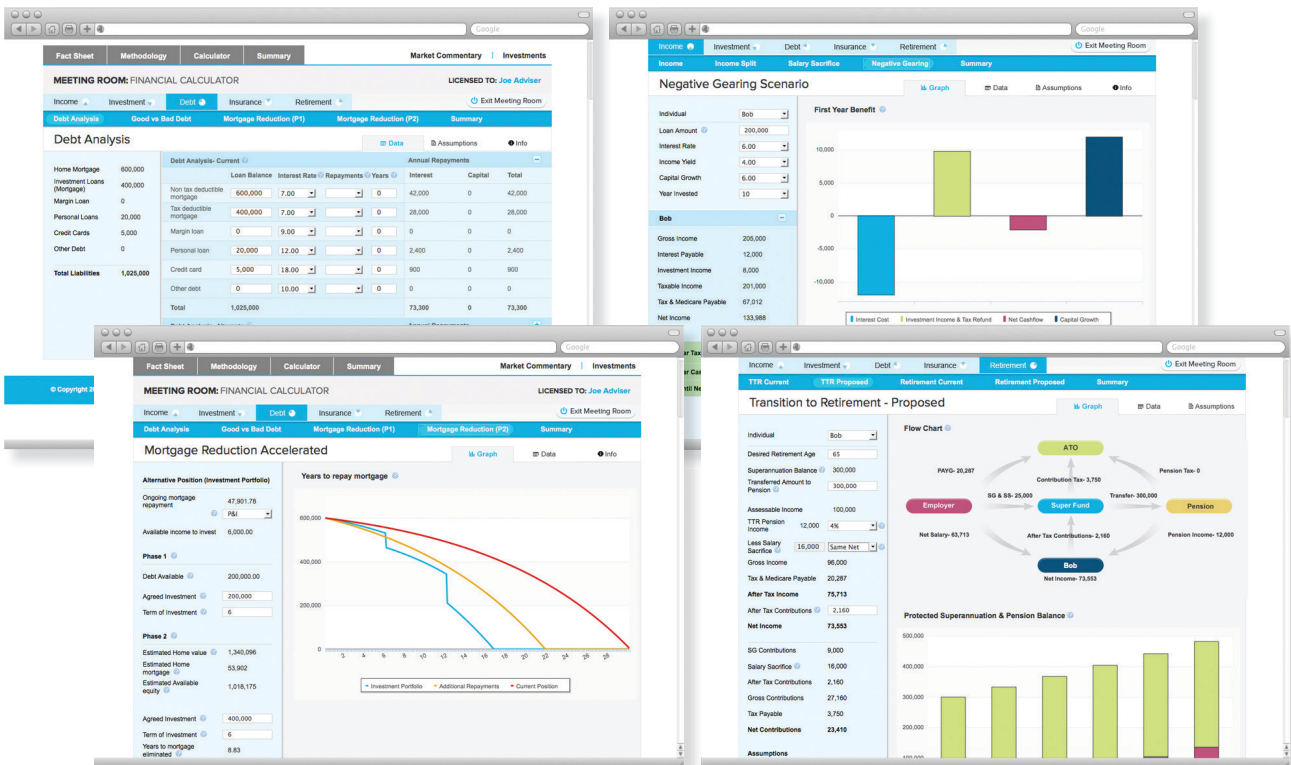 Google
Fact Sheet Methodology Calculator Summary Market Commentary | Investments
MEETING ROOM: FINANCIAL CALCULATOR LICENSED TO: Joe Adviser
Income Investment Debt Insurance Retirement Exit Meeting Room
Debt Analysis Good vs Bad Debt Mortgage Reduction (P1) Mortgage Reduction (P2) Summary
Debt Analysis Data Assumptions Info
Home Mortgage 600,000
Investment Loans (Mortgage) 400,000
Margin Loan 0
Personal Loans 20,000
Credit Cards 5,000
Other Debt 0
Total Liabilities 1,025,000
Debt Analysis- Current Annual Repayments
Loan Balance Interest Rate Repayments Years Interest Capital Total
Non tax deductible mortgage 600,000 7.00 0 42,000 0 42,000
Tax deductible mortgage 400,000 7.00 0 28,000 0 28,000
Margin loan 0 9.00 0 0 0 0
Personal loan 20,000 12.00 0 2,400 0 2,400
Credit card 5,000 18.00 0 900 0 900
Other debt 0 10.00 0 0 0 0
Total 1,025,000 73,300 0 73,300
© Copyright
Google
Income Investment Debt Insurance Retirement Exit Meeting Room
Income Income Split Salary Sacrifice Negative Gearing Summary
Negative Gearing Scenario Graph Data Assumptions Info
Individual Bob
Loan Amount 200,000
Interest Rate 6.00
Income Yield 4.00
Capital Growth 6.00
Year Invested 10
Bob
Gross Income 205,000
Interest Payable 12,000
Investment Income 8,000
Taxable Income 201,000
Tax & Medicare Payable 67,012
Net Income 133,988
First Year Benefit
10,000
5,000
0
-5,000
-10,000
Interest Cost Investment Income & Tax Refund Net Cashflow Capital Growth
Google
Fact Sheet Methodology Calculator Summary Market Commentary | Investments
MEETING ROOM: FINANCIAL CALCULATOR LICENSED TO: Joe Adviser
Income Investment Debt Insurance Retirement Exit Meeting Room
Debt Analysis Good vs Bad Debt Mortgage Reduction (P1) Mortgage Reduction (P2) Summary
Mortgage Reduction Accelerated Graph Data Info
Alternative Position (Investment Portfolio)
Ongoing mortgage repayment 47,901.78
P&I
Available income to invest 6,000.00
Phase 1
Debt Available 200,000.00
Agreed Investment 200,000
Term of Investment 6
Phase 2
Estimated Home value 1,340,096
Estimated Home mortgage 53,902
Estimated Available equity 1,018,175
Agreed Investment 400,000
Term of Investment 6
Years to mortgage eliminated 8.83
Years to repay mortgage
600,000
400,000
200,000
0
2 4 6 8 10 12 14 16 18 20 22 24 26 28
Investment Portfolio Additional Repayments Current Position
Google
Income Investment Debt Insurance Retirement Exit Meeting Room
TTR Current TTR Proposed Retirement Current Retirement Proposed Summary
Transition to Retirement - Proposed Graph Data Assumptions
Individual Bob
Desired Retirement Age 65
Superannuation Balance 300,000
Transferred Amount to Pension 300,000
Assessable Income 100,000
TTR Pension Income 12,000 4%
Less Salary Sacrifice 16,000 Same Net
Gross Income 96,000
Tax & Medicare Payable 20,287
After Tax Income 75,713
After Tax Contributions 2,160
Net Income 73,553
SG Contributions 9,000
Salary Sacrifice 16,000
After Tax Contributions 2,160
Gross Contributions 27,160
Tax Payable 3,750
Net Contributions 23,410
Assumptions
Flow Chart
ATO
PAYG- 20,287 Pension Tax- 0
Contribution Tax- 3,750
SG & SS- 25,000 Transfer- 300,000
Employer Super Fund Pension
Net Salary- 63,713 After Tax Contributions- 2,160 Pension Income- 12,000
Bob
Net Income- 73,553
Protected Superannuation & Pension Balance
500,000
400,000
300,000
200,000